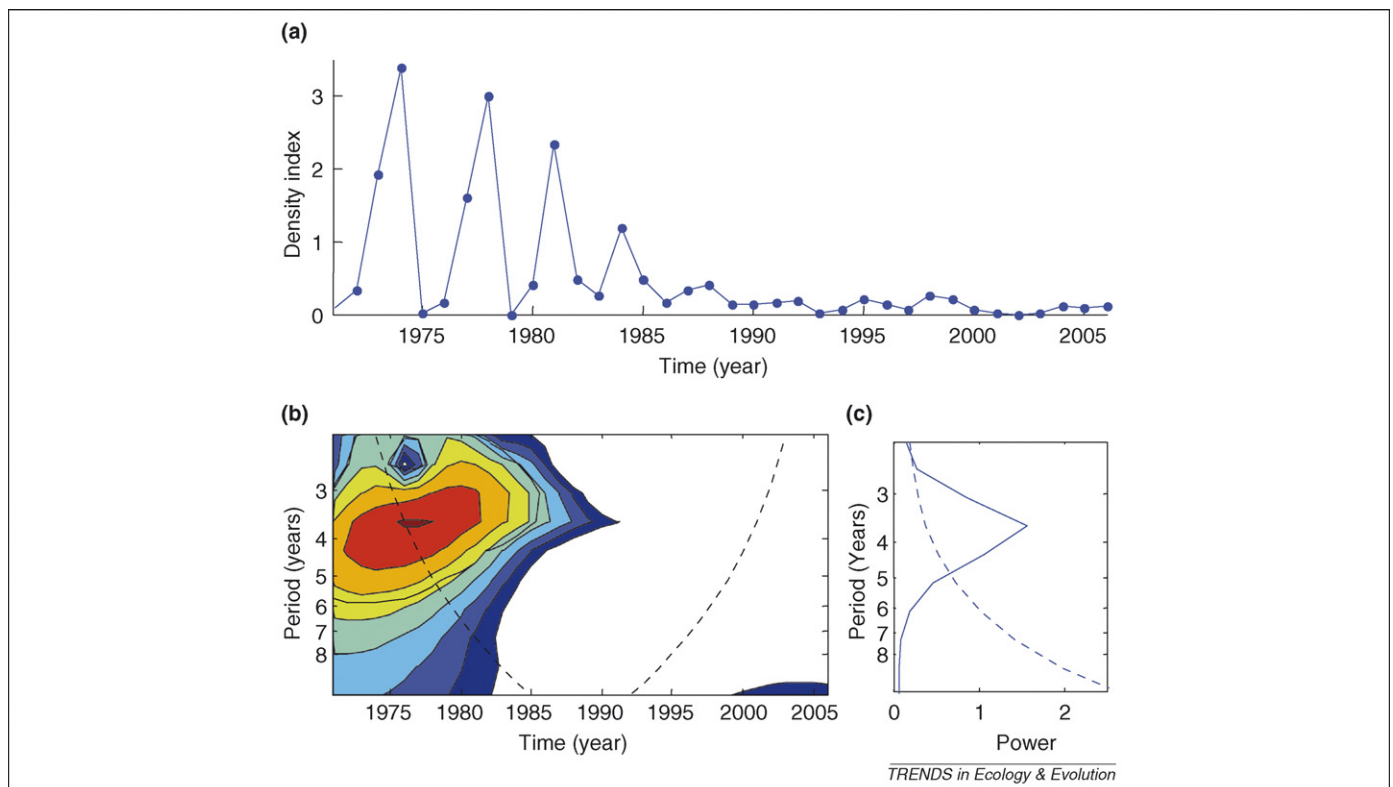 (a)
3
2
1
0
Density index
1975 1980 1985 1990 1995 2000 2005
Time (year)
(b)
3
4
5
6
7
8
Period (years)
1975 1980 1985 1990 1995 2000 2005
Time (year)
(c)
3
4
5
6
7
8
Period (Years)
0 1 2
Power
TRENDS in Ecology & Evolution